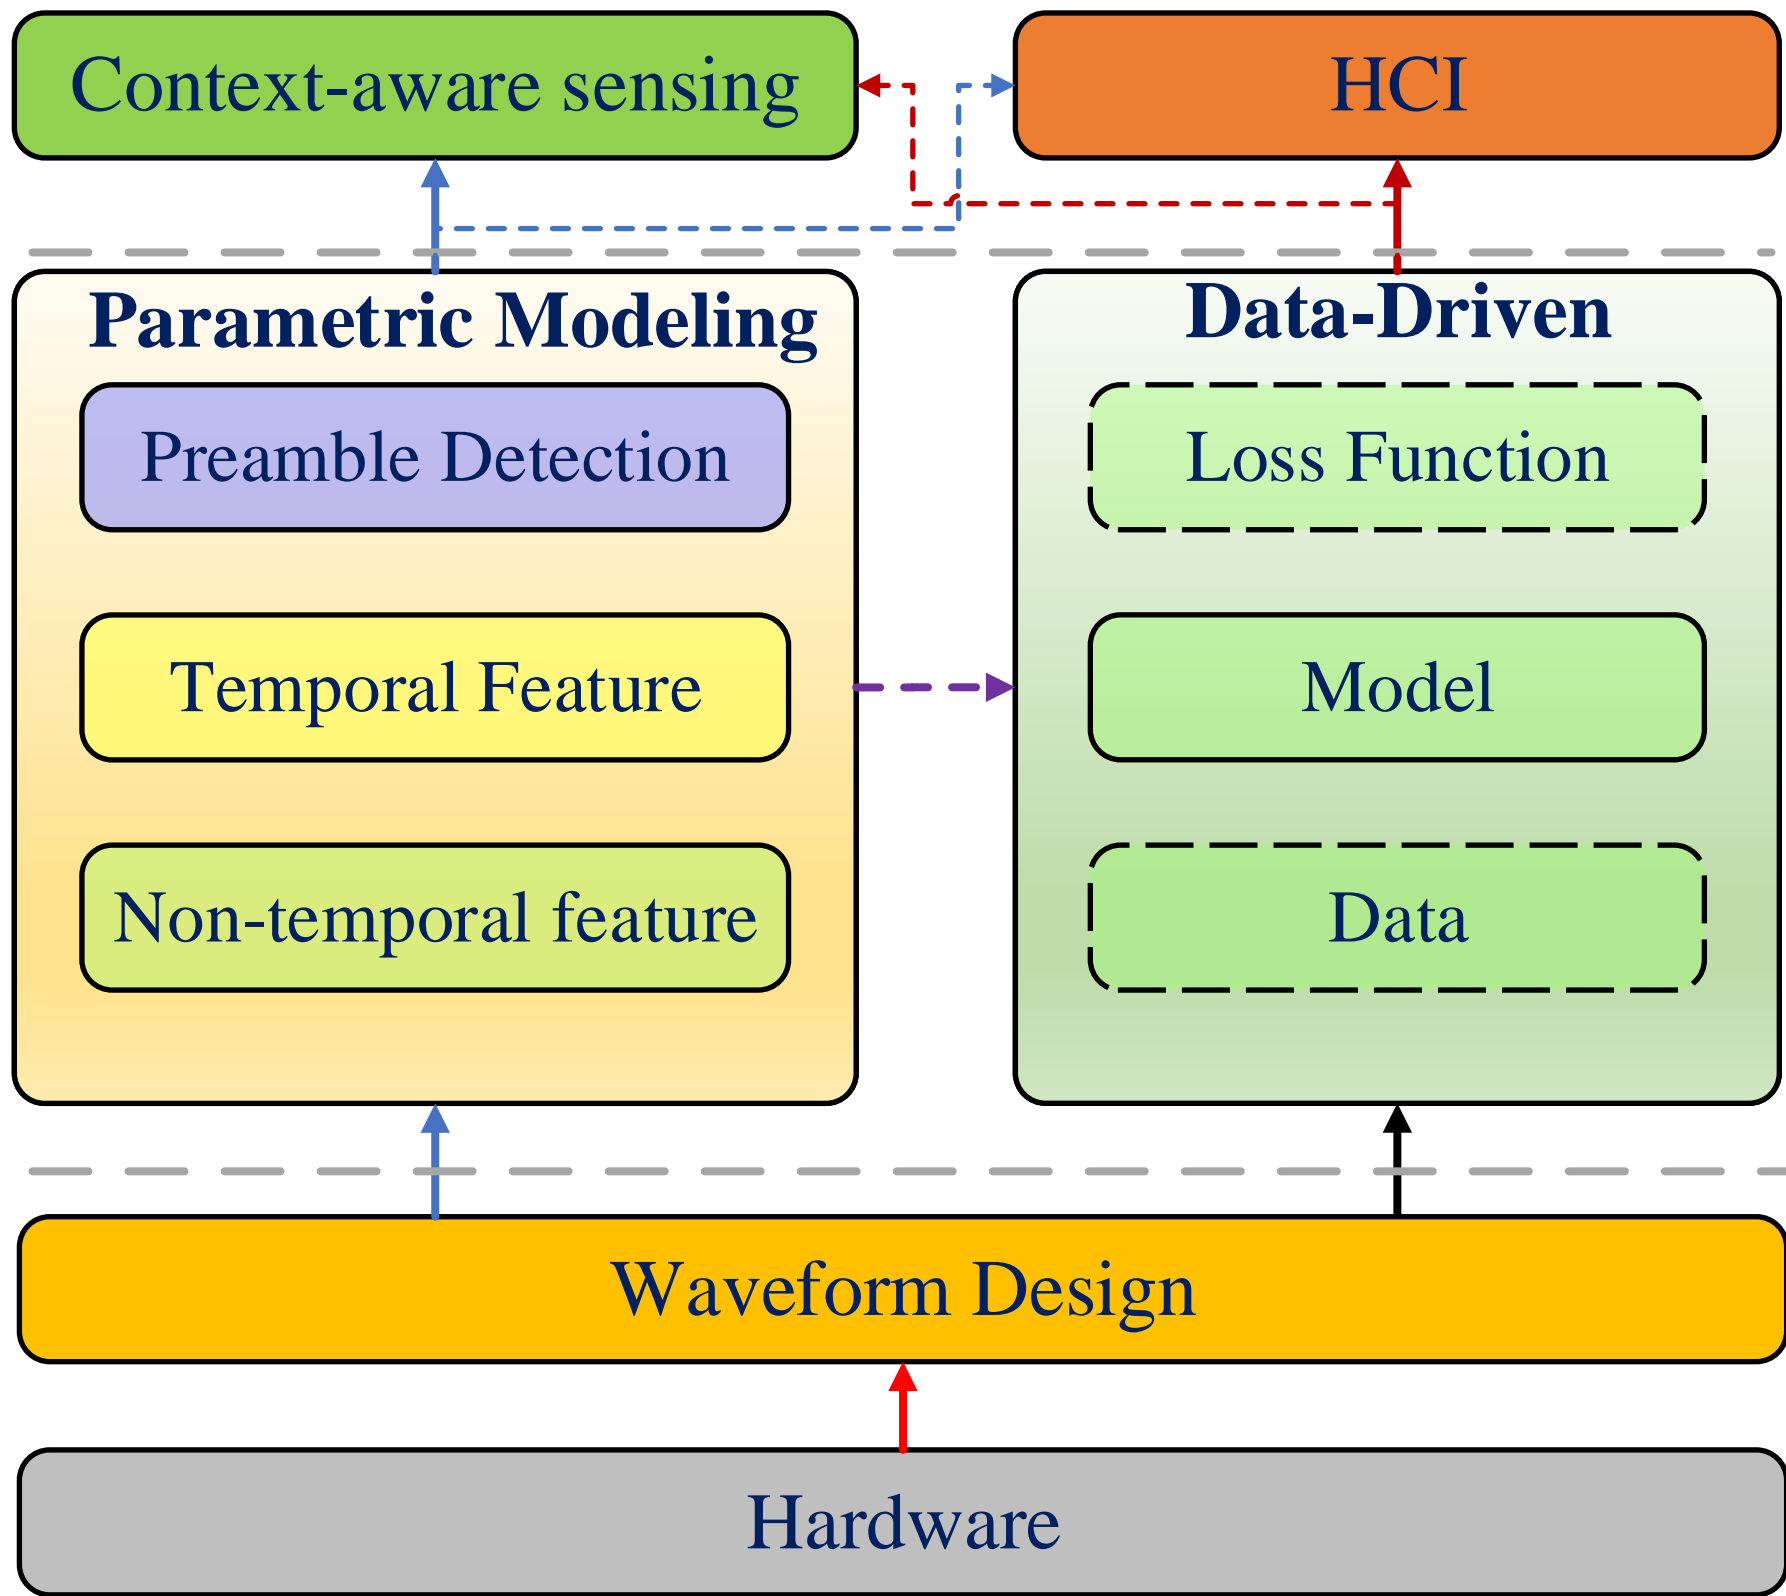 Context-aware sensing
HCI
Parametric Modeling
Preamble Detection
Temporal Feature
Non-temporal feature
Data-Driven
Loss Function
Model
Data
Waveform Design
Hardware